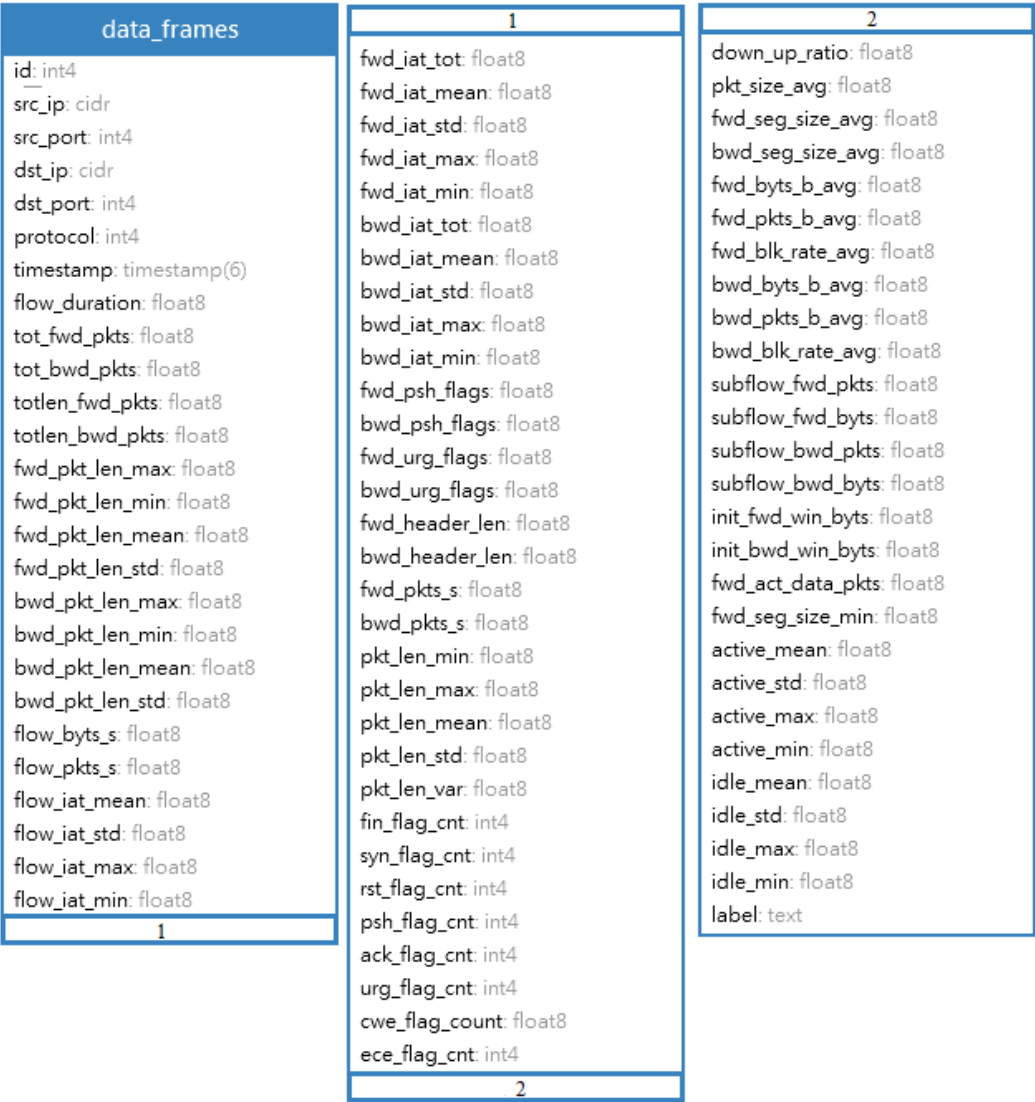 data_frames
id: int4
src_ip: cidr
src_port: int4
dst_ip: cidr
dst_port: int4
protocol: int4
timestamp: timestamp(6)
flow_duration: float8
tot_fwd_pkts: float8
tot_bwd_pkts: float8
totlen_fwd_pkts: float8
totlen_bwd_pkts: float8
fwd_pkt_len_max: float8
fwd_pkt_len_min: float8
fwd_pkt_len_mean: float8
fwd_pkt_len_std: float8
bwd_pkt_len_max: float8
bwd_pkt_len_min: float8
bwd_pkt_len_mean: float8
bwd_pkt_len_std: float8
flow_byts_s: float8
flow_pkts_s: float8
flow_iat_mean: float8
flow_iat_std: float8
flow_iat_max: float8
flow_iat_min: float8
1
1
fwd_iat_tot: float8
fwd_iat_mean: float8
fwd_iat_std: float8
fwd_iat_max: float8
fwd_iat_min: float8
bwd_iat_tot: float8
bwd_iat_mean: float8
bwd_iat_std: float8
bwd_iat_max: float8
bwd_iat_min: float8
fwd_psh_flags: float8
bwd_psh_flags: float8
fwd_urg_flags: float8
bwd_urg_flags: float8
fwd_header_len: float8
bwd_header_len: float8
fwd_pkts_s: float8
bwd_pkts_s: float8
pkt_len_min: float8
pkt_len_max: float8
pkt_len_mean: float8
pkt_len_std: float8
pkt_len_var: float8
fin_flag_cnt: int4
syn_flag_cnt: int4
rst_flag_cnt: int4
psh_flag_cnt: int4
ack_flag_cnt: int4
urg_flag_cnt: int4
cwe_flag_count: float8
ece_flag_cnt: int4
2
2
down_up_ratio: float8
pkt_size_avg: float8
fwd_seg_size_avg: float8
bwd_seg_size_avg: float8
fwd_byts_b_avg: float8
fwd_pkts_b_avg: float8
fwd_blk_rate_avg: float8
bwd_byts_b_avg: float8
bwd_pkts_b_avg: float8
bwd_blk_rate_avg: float8
subflow_fwd_pkts: float8
subflow_fwd_byts: float8
subflow_bwd_pkts: float8
subflow_bwd_byts: float8
init_fwd_win_byts: float8
init_bwd_win_byts: float8
fwd_act_data_pkts: float8
fwd_seg_size_min: float8
active_mean: float8
active_std: float8
active_max: float8
active_min: float8
idle_mean: float8
idle_std: float8
idle_max: float8
idle_min: float8
label: text